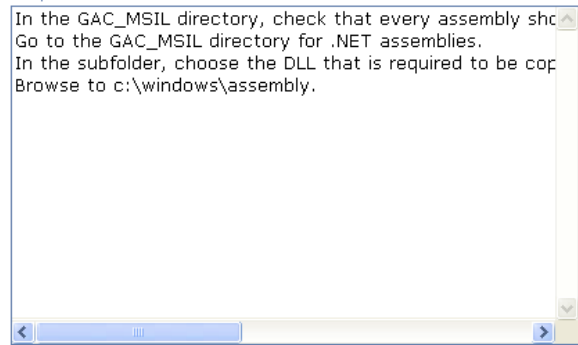 In the GAC_MSIL directory, check that every assembly
Go to the GAC_MSIL directory for .NET assemblies.
In the subfolder, choose the DLL that is required to be
Browse to c:\windows\assembly.